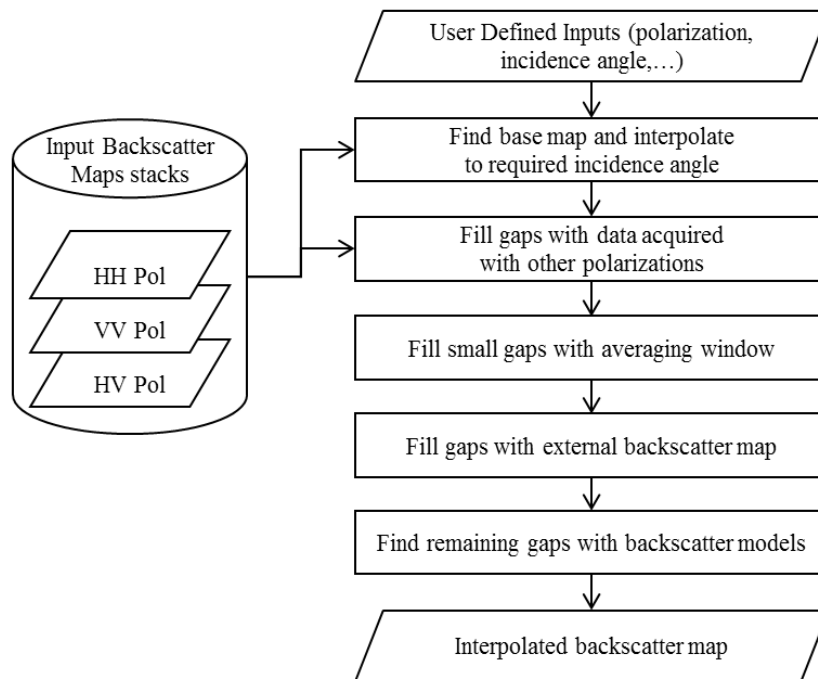 User Defined Inputs (polarization,
incidence angle,…)
Input Backscatter
Maps stacks
HH Pol
VV Pol
HV Pol
Find base map and interpolate
to required incidence angle
Fill gaps with data acquired
with other polarizations
Fill small gaps with averaging window
Fill gaps with external backscatter map
Find remaining gaps with backscatter models
Interpolated backscatter map